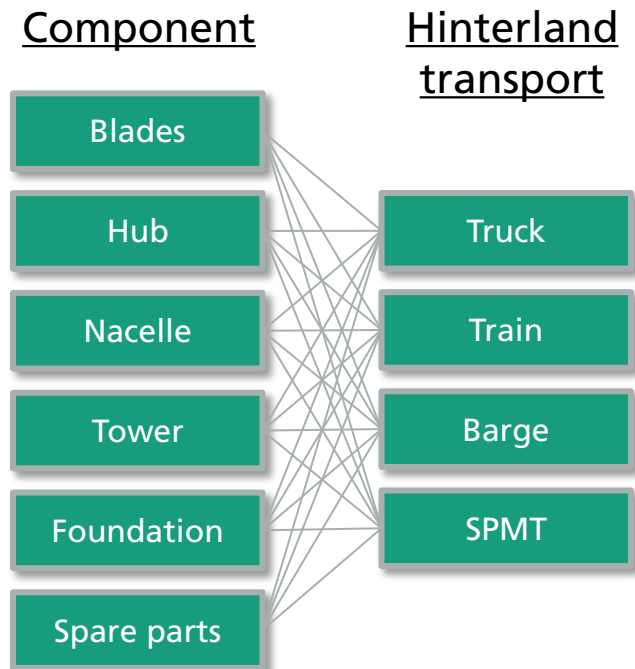 Component
Hinterland
transport
Blades
Hub
Nacelle
Tower
Foundation
Spare parts
Truck
Train
Barge
SPMT